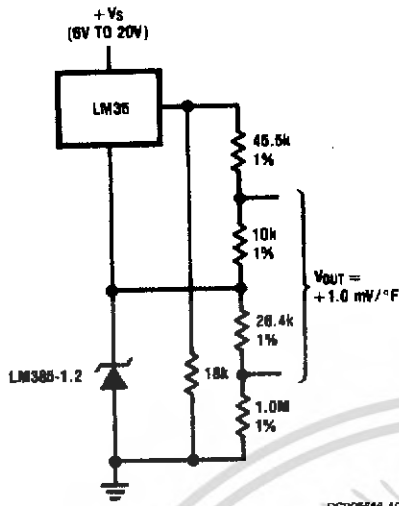 +VS
(6V TO 20V)
LM35
45.5k
1%
10k
1%
VOUT =
+1.0 mV/°F
26.4k
1%
LM385-1.2
18k
1.0M
1%